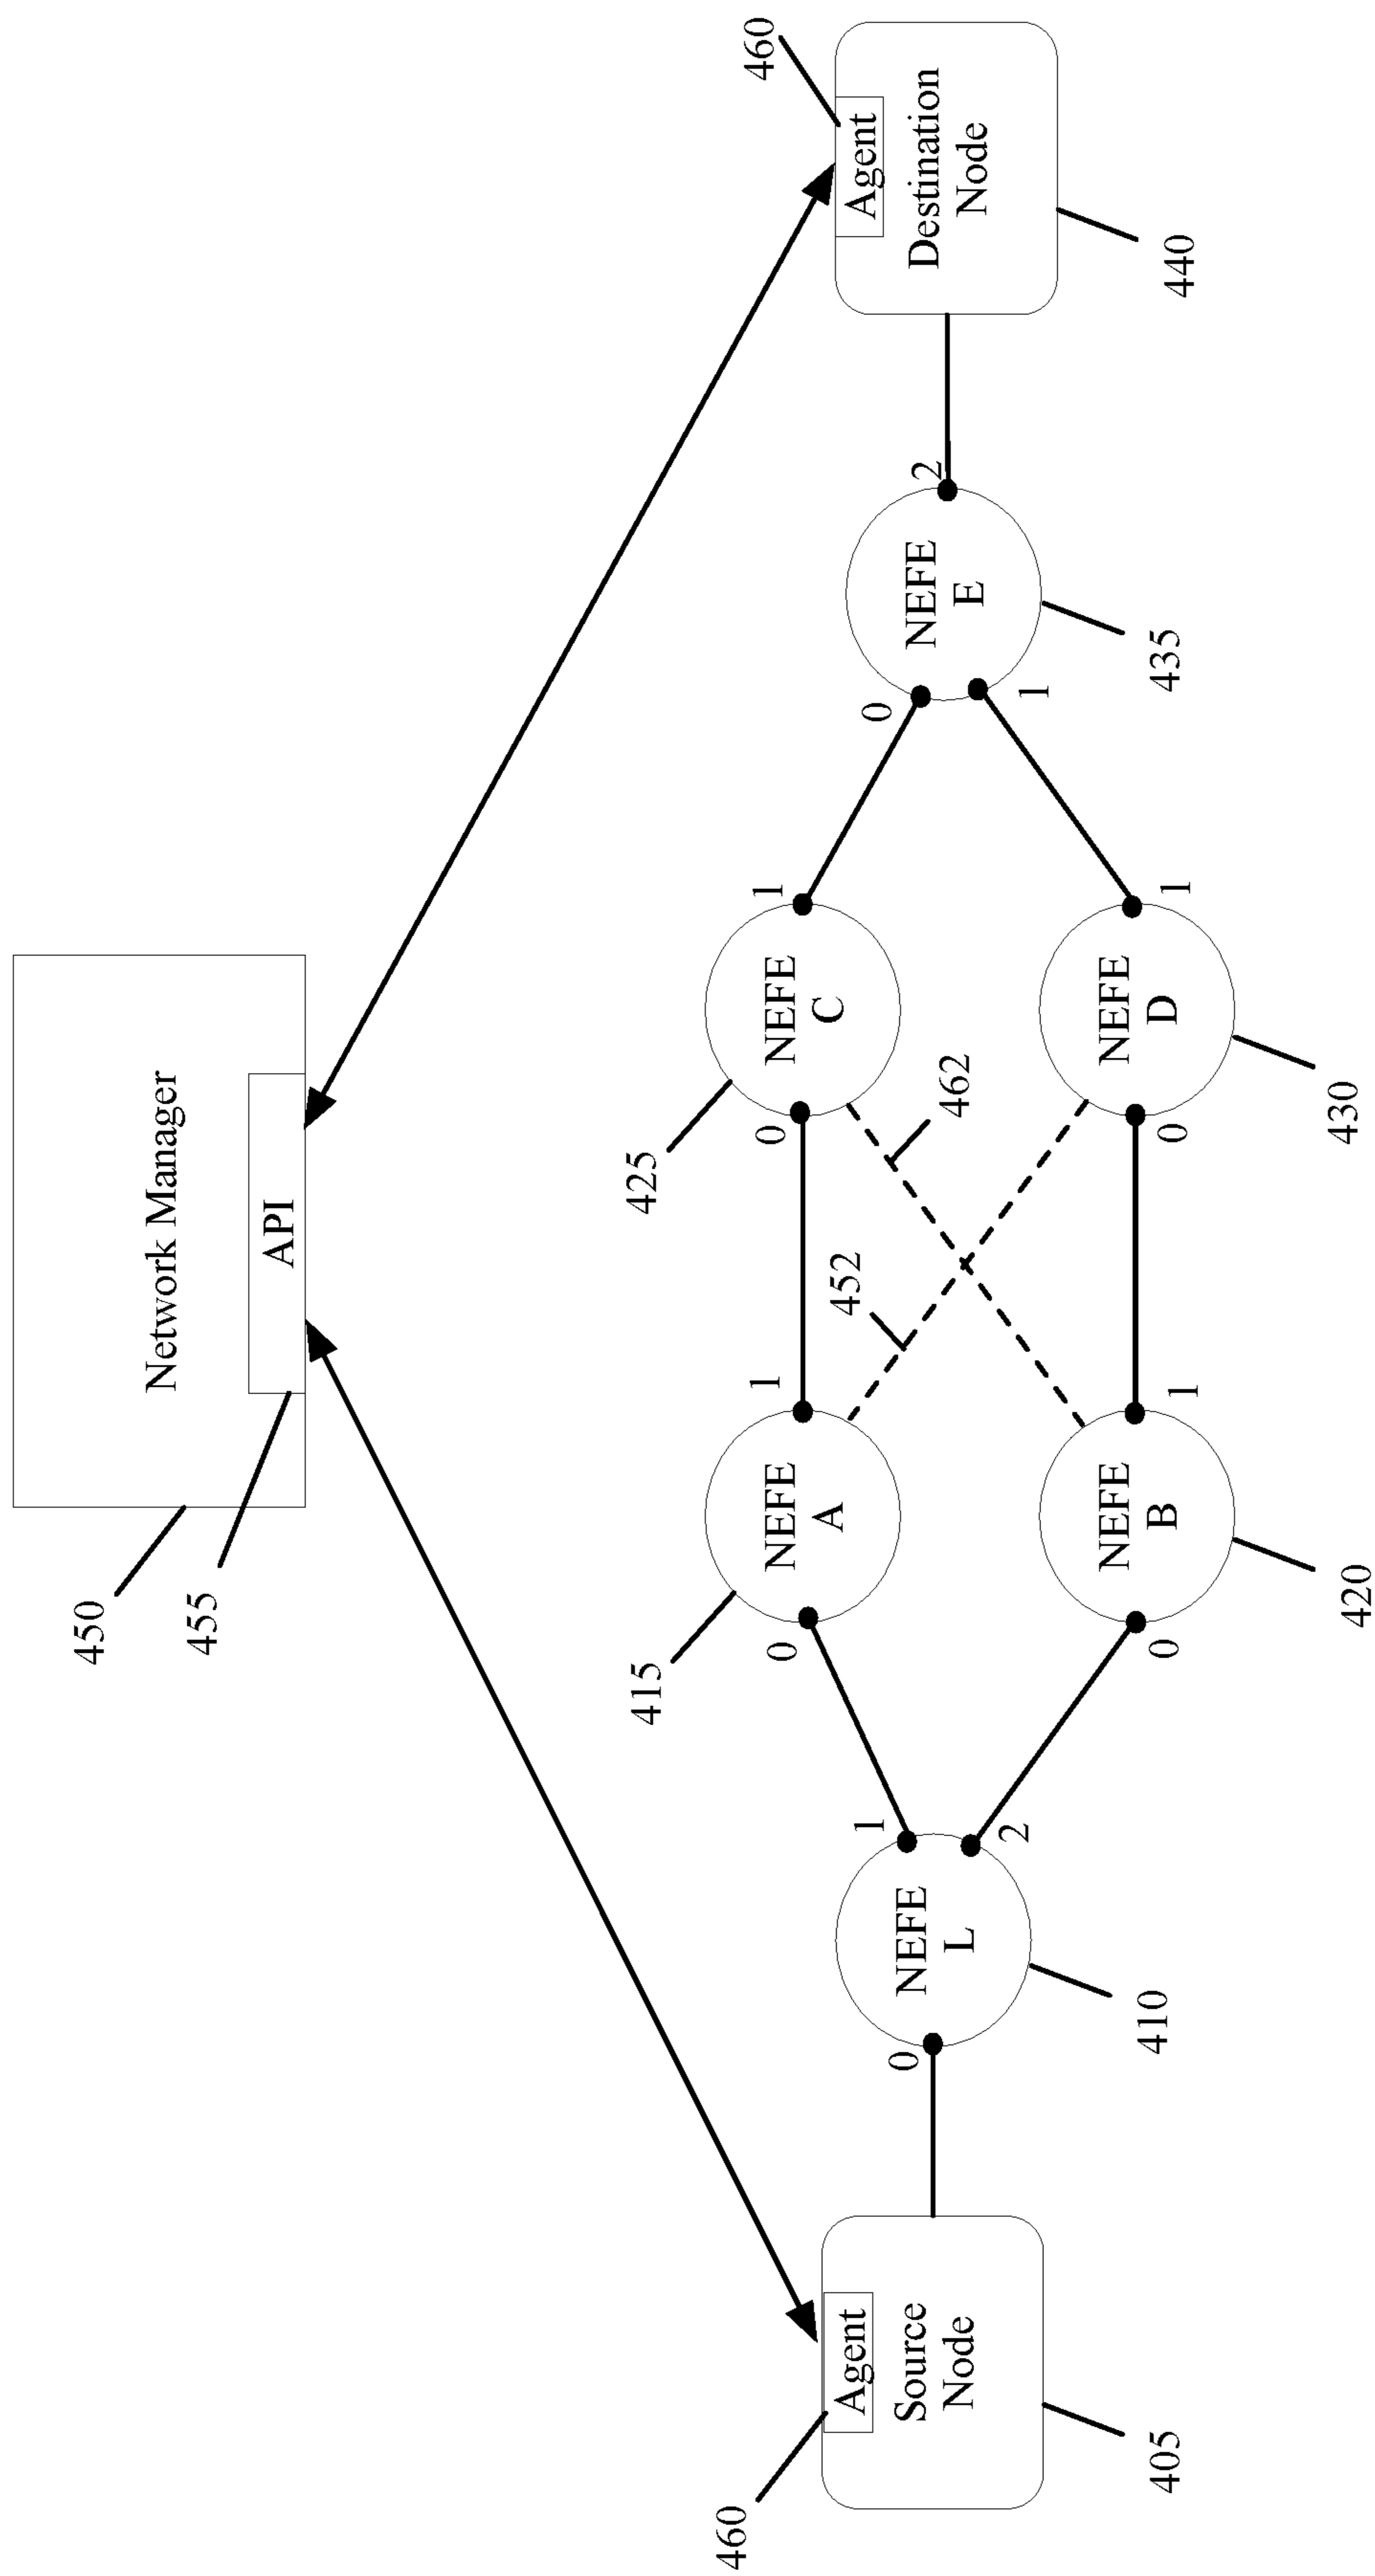 450
Network Manager
455
API
460
Agent
Source
Node
405
0
NEFE
L
410
1
2
415
0
NEFE
A
1
0
NEFE
B
1
420
452
462
425
0
NEFE
C
1
0
NEFE
D
1
430
0
1
NEFE
E
2
435
460
Agent
Destination
Node
440